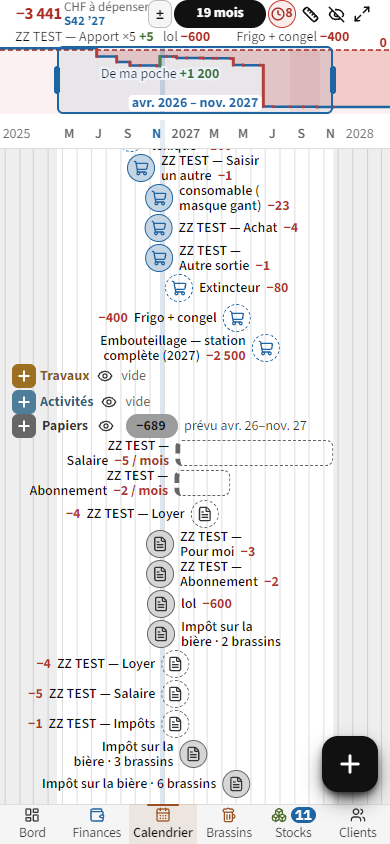 −3 441 CHF à dépenser S42 ’27 ± 19 mois 8
ZZ TEST — Apport ×5 +5 lol −600 Frigo + congel −400 0
De ma poche +1 200
avr. 2026 – nov. 2027
2025 M J S N 2027 M M J S N 2028
ZZ TEST — Saisir
un autre −1
consomable (
masque gant) −23
ZZ TEST — Achat −4
ZZ TEST —
Autre sortie −1
Extincteur −80
−400 Frigo + congel
Embouteillage — station
complète (2027) −2 500
+ Travaux vide
+ Activités vide
+ Papiers −689 prévu avr. 26–nov. 27
ZZ TEST —
Salaire −5 / mois
ZZ TEST —
Abonnement −2 / mois
−4 ZZ TEST — Loyer
ZZ TEST —
Pour moi −3
ZZ TEST —
Abonnement −2
lol −600
Impôt sur la
bière · 2 brassins
−4 ZZ TEST — Loyer
−5 ZZ TEST — Salaire
−1 ZZ TEST — Impôts
Impôt sur la
bière · 3 brassins
Impôt sur la bière · 6 brassins
+
Bord Finances Calendrier Brassins Stocks 11 Clients